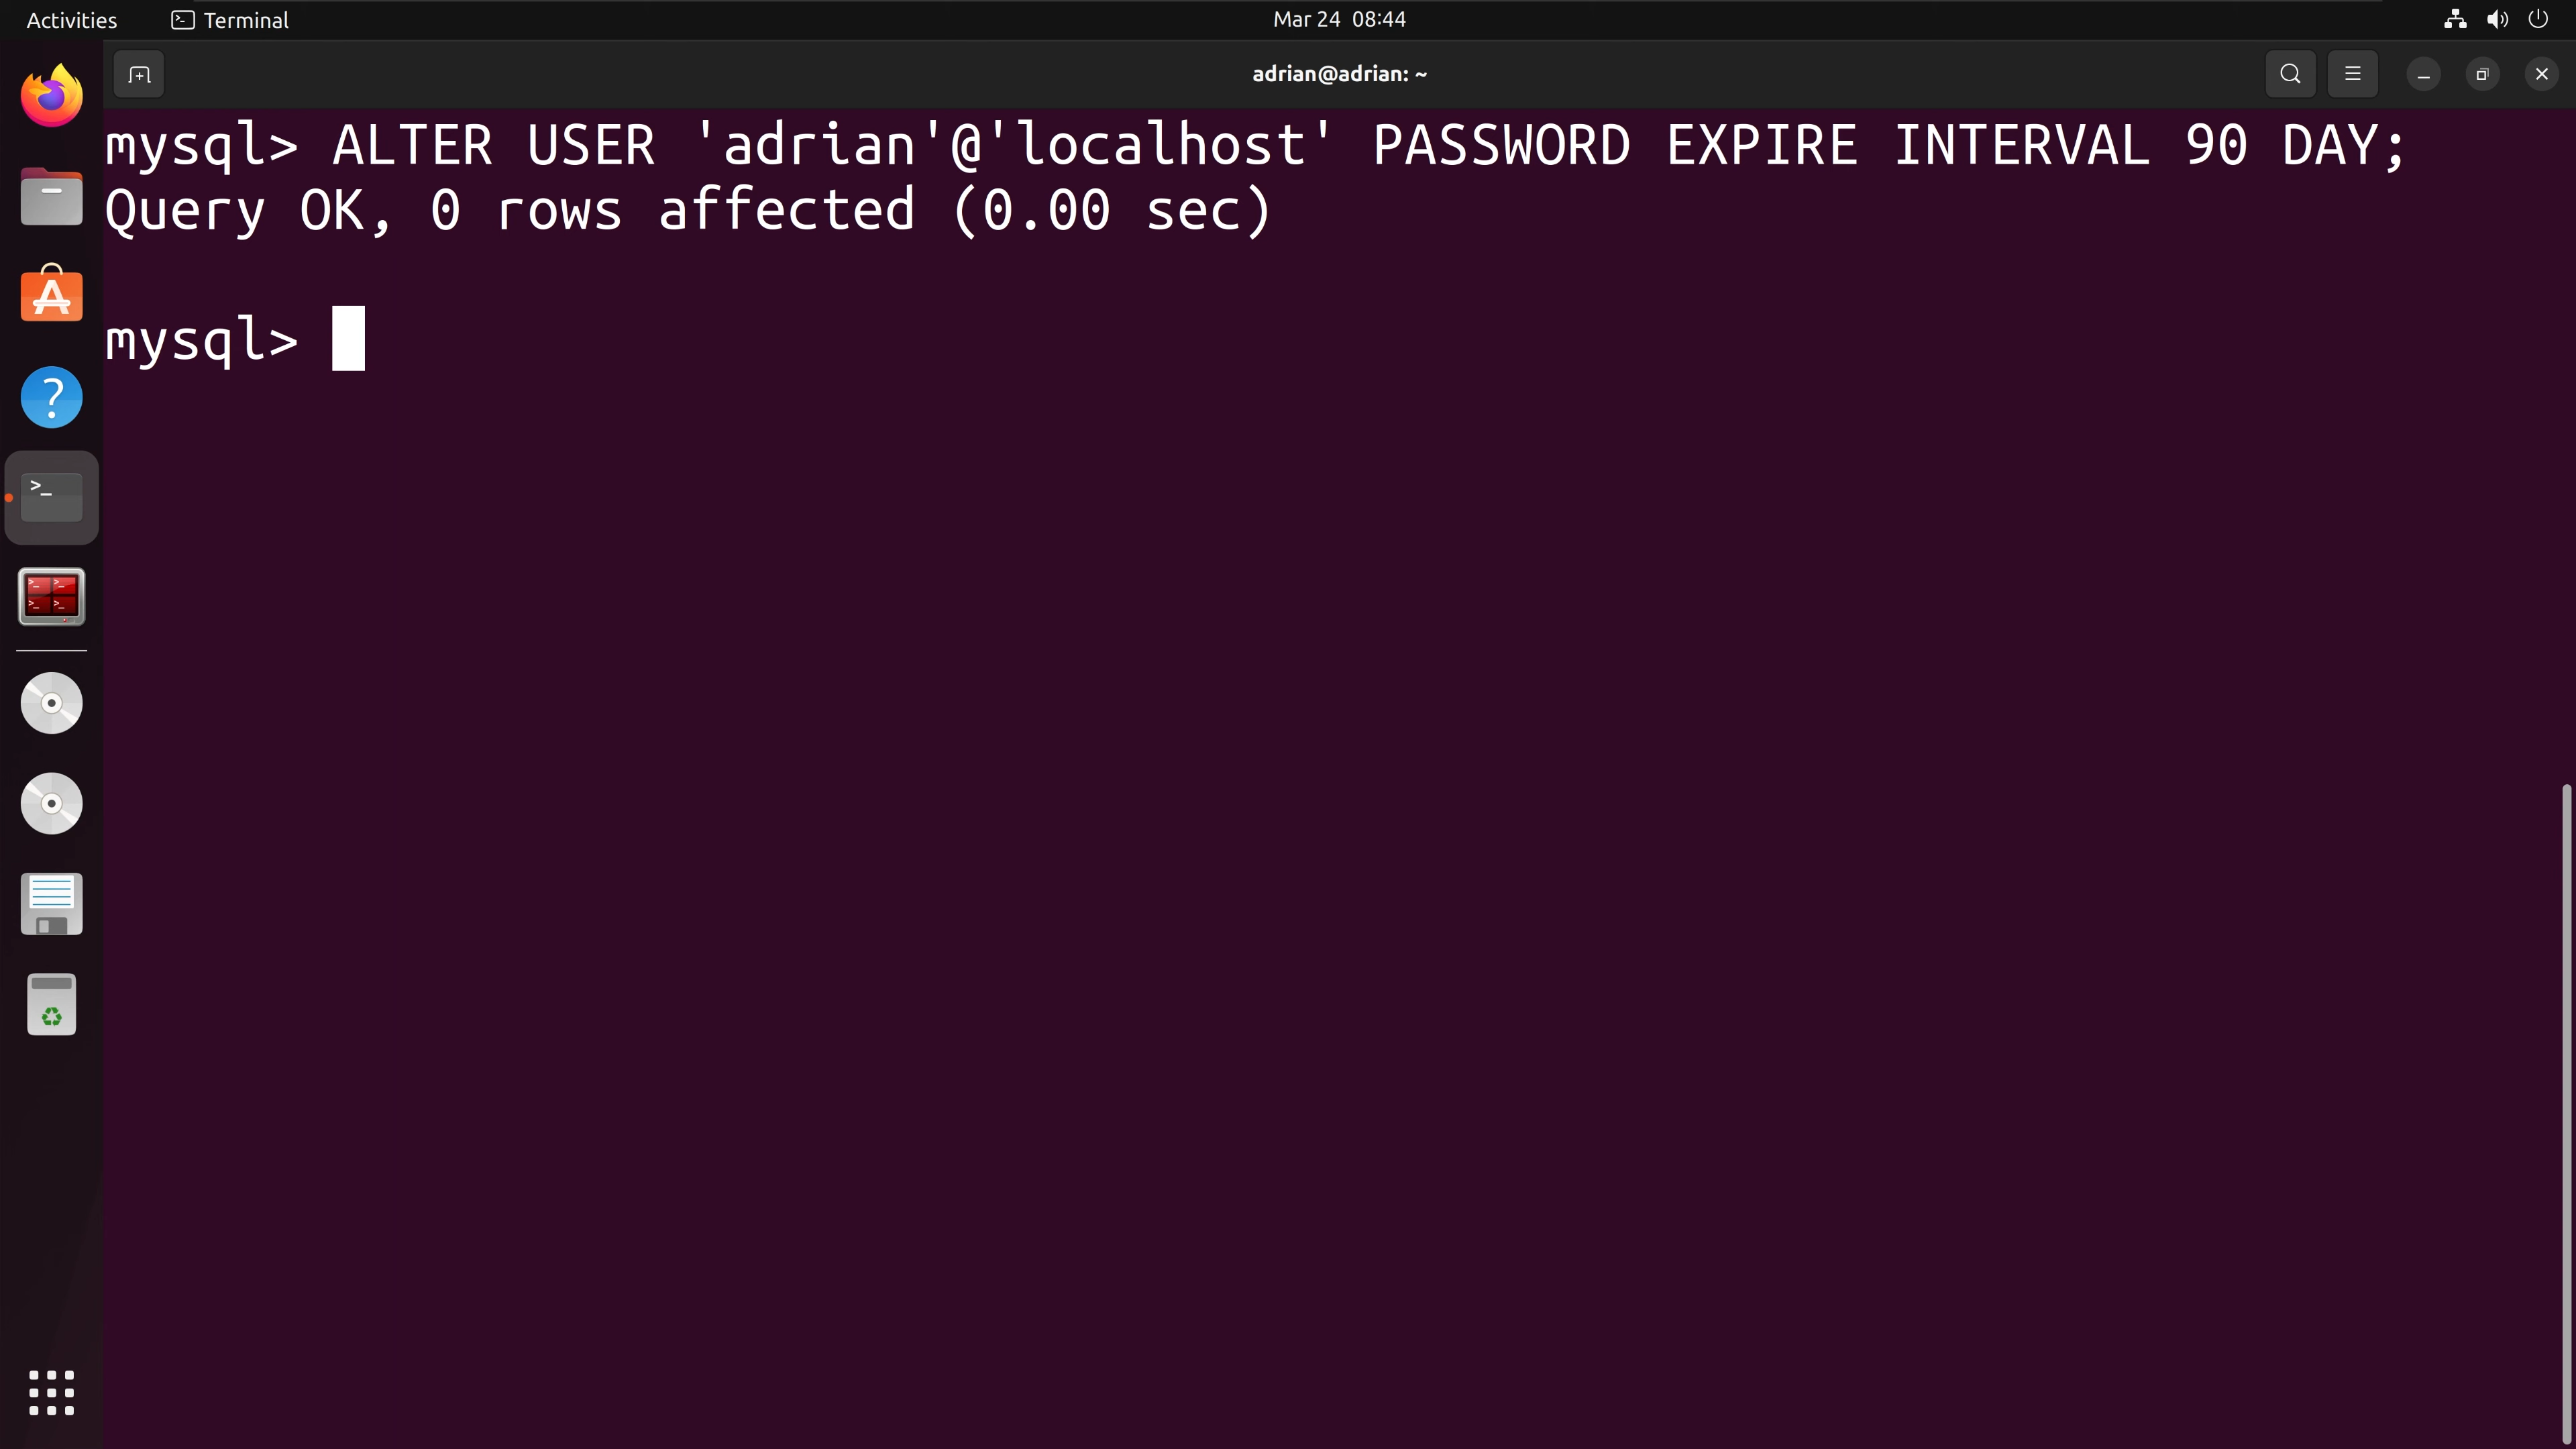 Activities Terminal Mar 24 08:44
adrian@adrian: ~
mysql> ALTER USER 'adrian'@'localhost' PASSWORD EXPIRE INTERVAL 90 DAY;
Query OK, 0 rows affected (0.00 sec)
mysql>